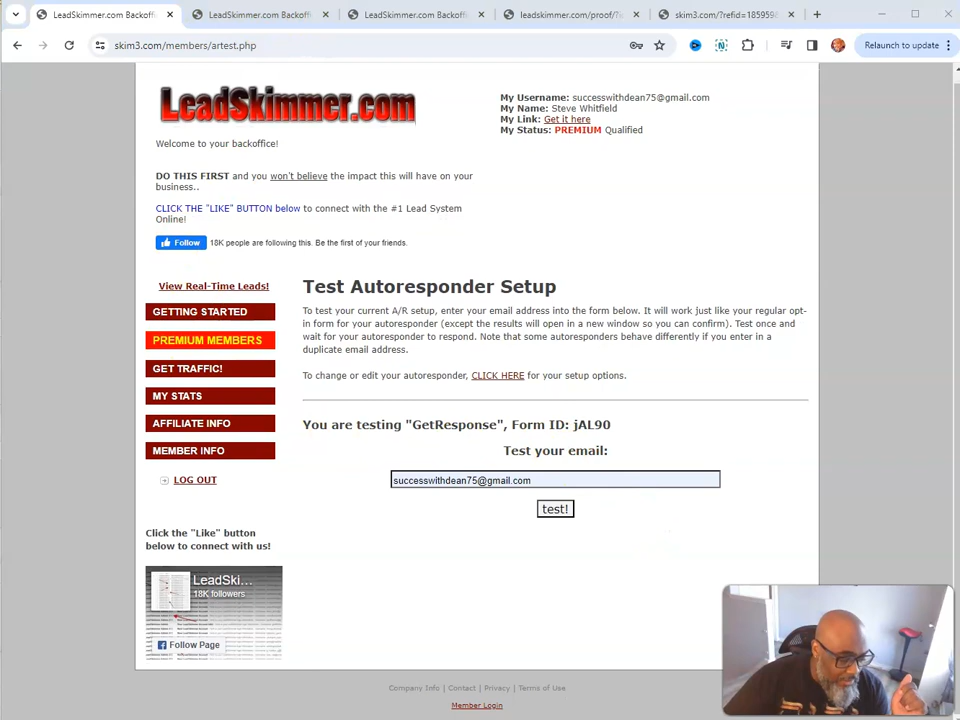 LeadSkimmer.com Backoffi
LeadSkimmer.com Backoff
LeadSkimmer.com Backoff
leadskimmer.com/proof/?
skim3.com/?refid=185959
skim3.com/members/artest.php
Relaunch to update
LeadSkimmer.com
My Username: successwithdean75@gmail.com
My Name: Steve Whitfield
My Link: Get it here
My Status: PREMIUM Qualified
Welcome to your backoffice!
DO THIS FIRST and you won't believe the impact this will have on your
business..
CLICK THE "LIKE" BUTTON below to connect with the #1 Lead System
Online!
Follow
18K people are following this. Be the first of your friends.
View Real-Time Leads!
GETTING STARTED
PREMIUM MEMBERS
GET TRAFFIC!
MY STATS
AFFILIATE INFO
MEMBER INFO
LOG OUT
Click the "Like" button
below to connect with us!
LeadSki...
18K followers
Follow Page
Test Autoresponder Setup
To test your current A/R setup, enter your email address into the form below. It will work just like your regular opt-
in form for your autoresponder (except the results will open in a new window so you can confirm). Test once and
wait for your autoresponder to respond. Note that some autoresponders behave differently if you enter in a
duplicate email address.
To change or edit your autoresponder, CLICK HERE for your setup options.
You are testing "GetResponse", Form ID: jAL90
Test your email:
successwithdean75@gmail.com
test!
Company Info | Contact | Privacy | Terms of Use
Member Login